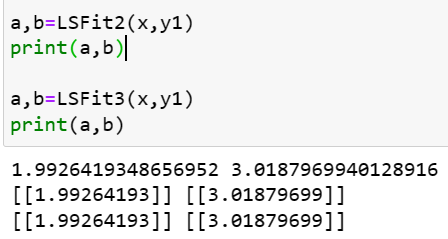 a,b=LSFit2(x,y1)
print(a,b)
a,b=LSFit3(x,y1)
print(a,b)
1.9926419348656952 3.0187969940128916
[[1.99264193]] [[3.01879699]]
[[1.99264193]] [[3.01879699]]